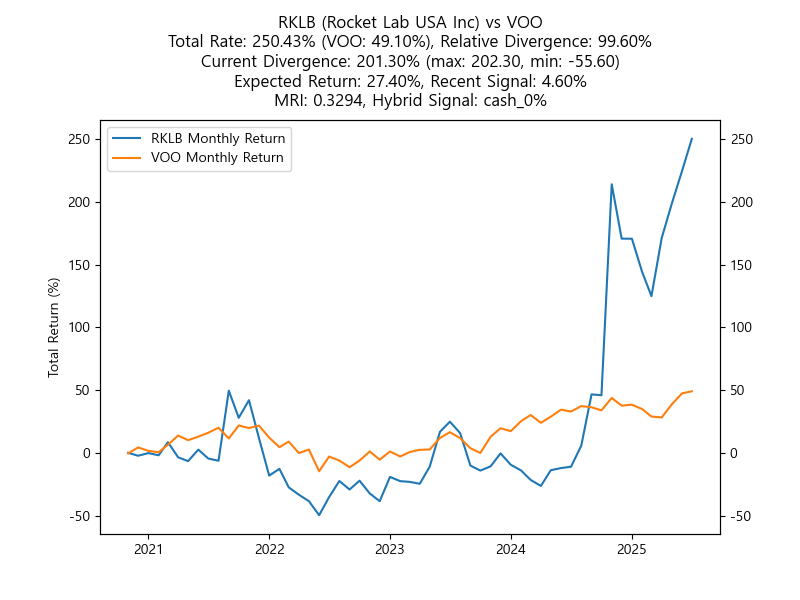 RKLB (Rocket Lab USA Inc) vs VOO
Total Rate: 250.43% (VOO: 49.10%), Relative Divergence: 99.60%
Current Divergence: 201.30% (max: 202.30, min: -55.60)
Expected Return: 27.40%, Recent Signal: 4.60%
MRI: 0.3294, Hybrid Signal: cash_0%
RKLB Monthly Return
VOO Monthly Return
Total Return (%)
250
200
150
100
50
0
-50
250
200
150
100
50
0
-50
2021 2022 2023 2024 2025